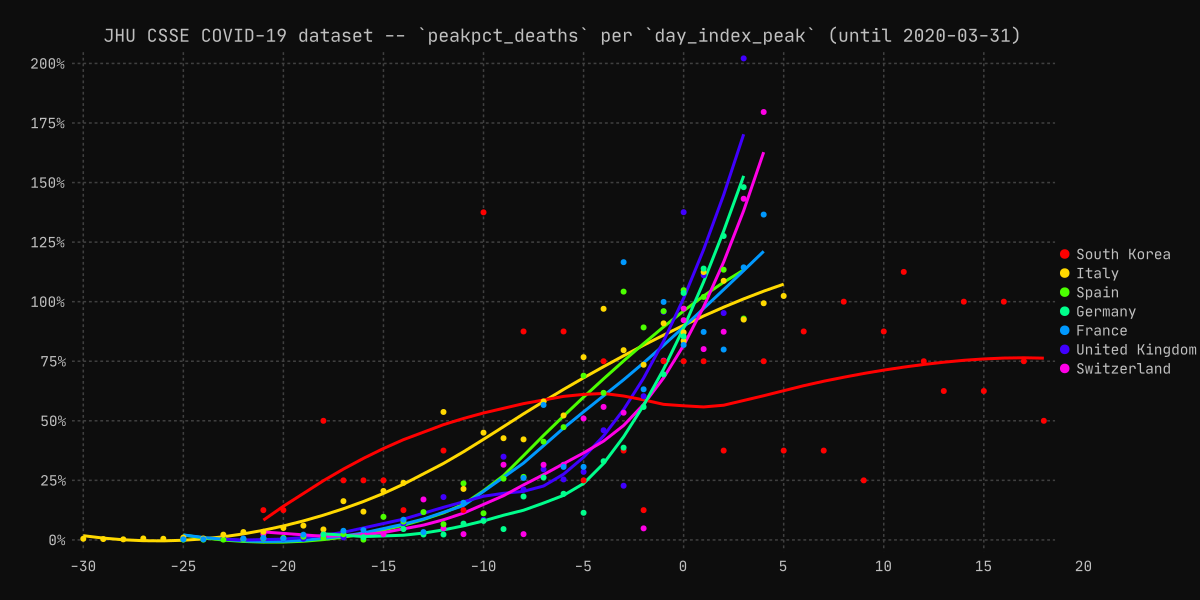 JHU CSSE COVID-19 dataset -- `peakpct_deaths` per `day_index_peak` (until 2020-03-31)
200%
175%
150%
125%
100%
75%
50%
25%
0%
South Korea
Italy
Spain
Germany
France
United Kingdom
Switzerland
-30 -25 -20 -15 -10 -5 0 5 10 15 20